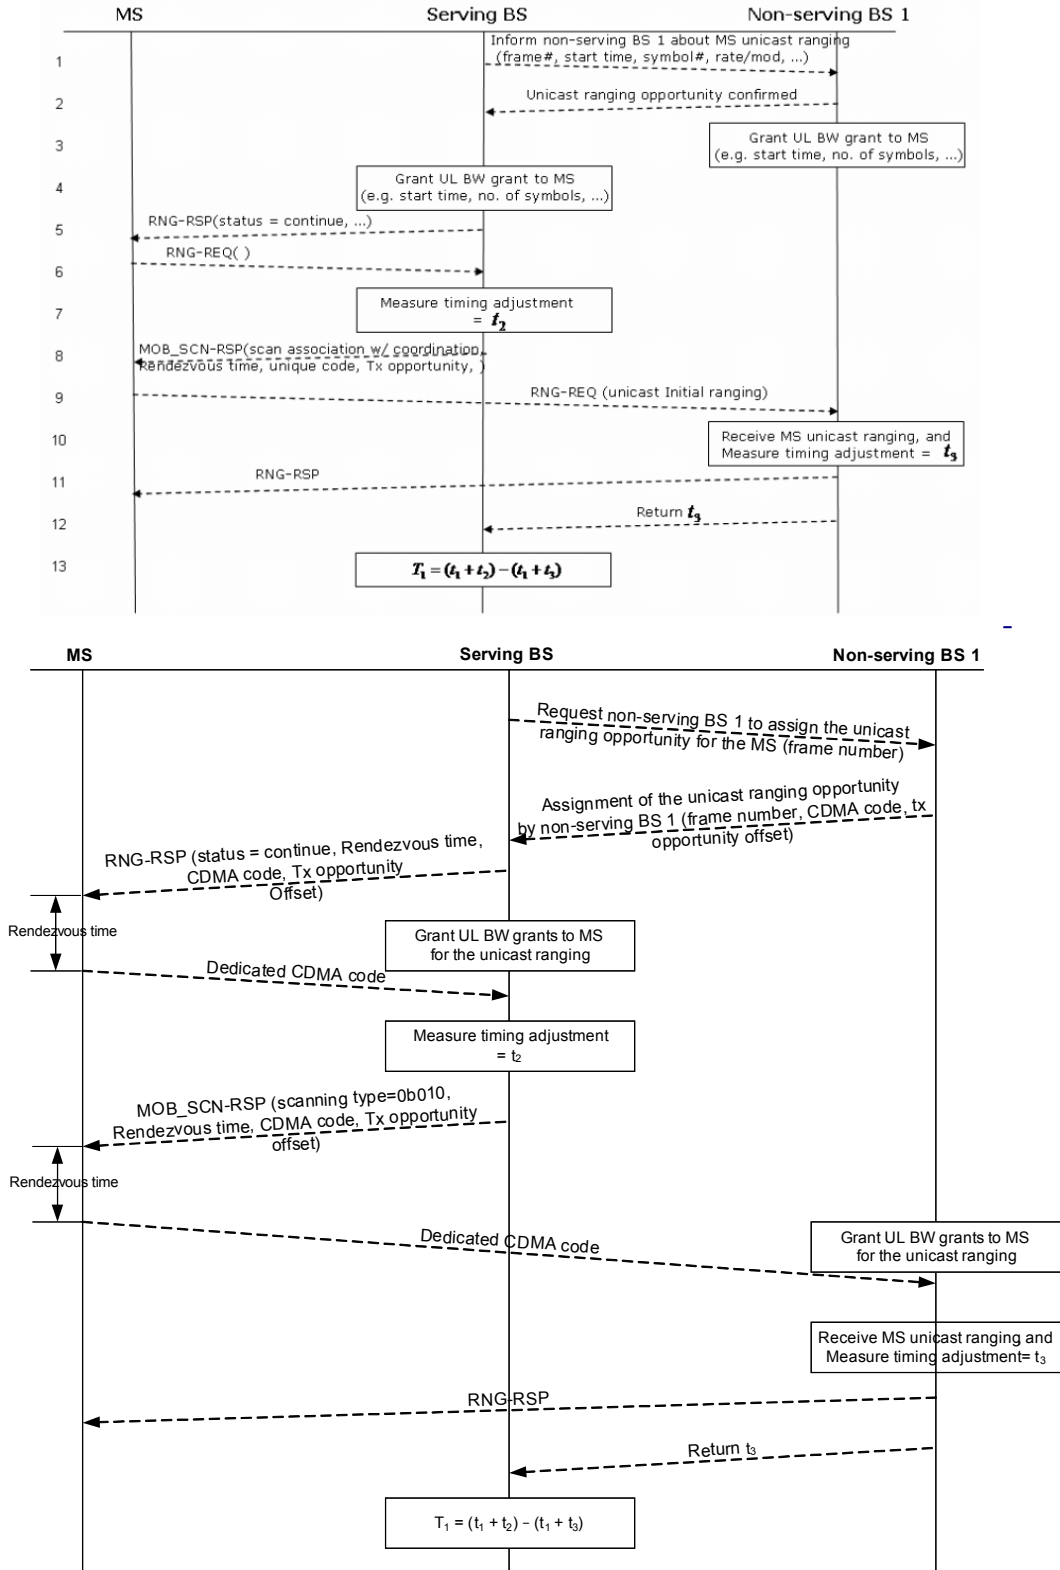 MS Serving BS Non-serving BS 1
Inform non-serving BS 1 about MS unicast ranging
1 (frame#, start time, symbol#, rate/mod, ...)
2 Unicast ranging opportunity confirmed
3 Grant UL BW grant to MS
(e.g. start time, no. of symbols, ...)
4 Grant UL BW grant to MS
(e.g. start time, no. of symbols, ...)
5 RNG-RSP(status = continue, ...)
6 RNG-REQ( )
7 Measure timing adjustment
= t₂
8 MOB_SCN-RSP(scan association w/ coordination,
Rendezvous time, unique code, Tx opportunity, )
9 RNG-REQ (unicast Initial ranging)
10 Receive MS unicast ranging, and
Measure timing adjustment = t₃
11 RNG-RSP
12 Return t₃
13 T₁ = (t₁ + t₂) – (t₁ + t₃)
MS Serving BS Non-serving BS 1
Request non-serving BS 1 to assign the unicast
ranging opportunity for the MS (frame number)
Assignment of the unicast ranging opportunity
by non-serving BS 1 (frame number, CDMA code, tx
opportunity offset)
RNG-RSP (status = continue, Rendezvous time,
CDMA code, Tx opportunity
Offset)
Rendezvous time
Grant UL BW grants to MS
for the unicast ranging
Dedicated CDMA code
Measure timing adjustment
= t₂
MOB_SCN-RSP (scanning type=0b010,
Rendezvous time, CDMA code, Tx opportunity
offset)
Rendezvous time
Dedicated CDMA code
Grant UL BW grants to MS
for the unicast ranging
Receive MS unicast ranging and
Measure timing adjustment= t₃
RNG-RSP
Return t₃
T₁ = (t₁ + t₂) – (t₁ + t₃)